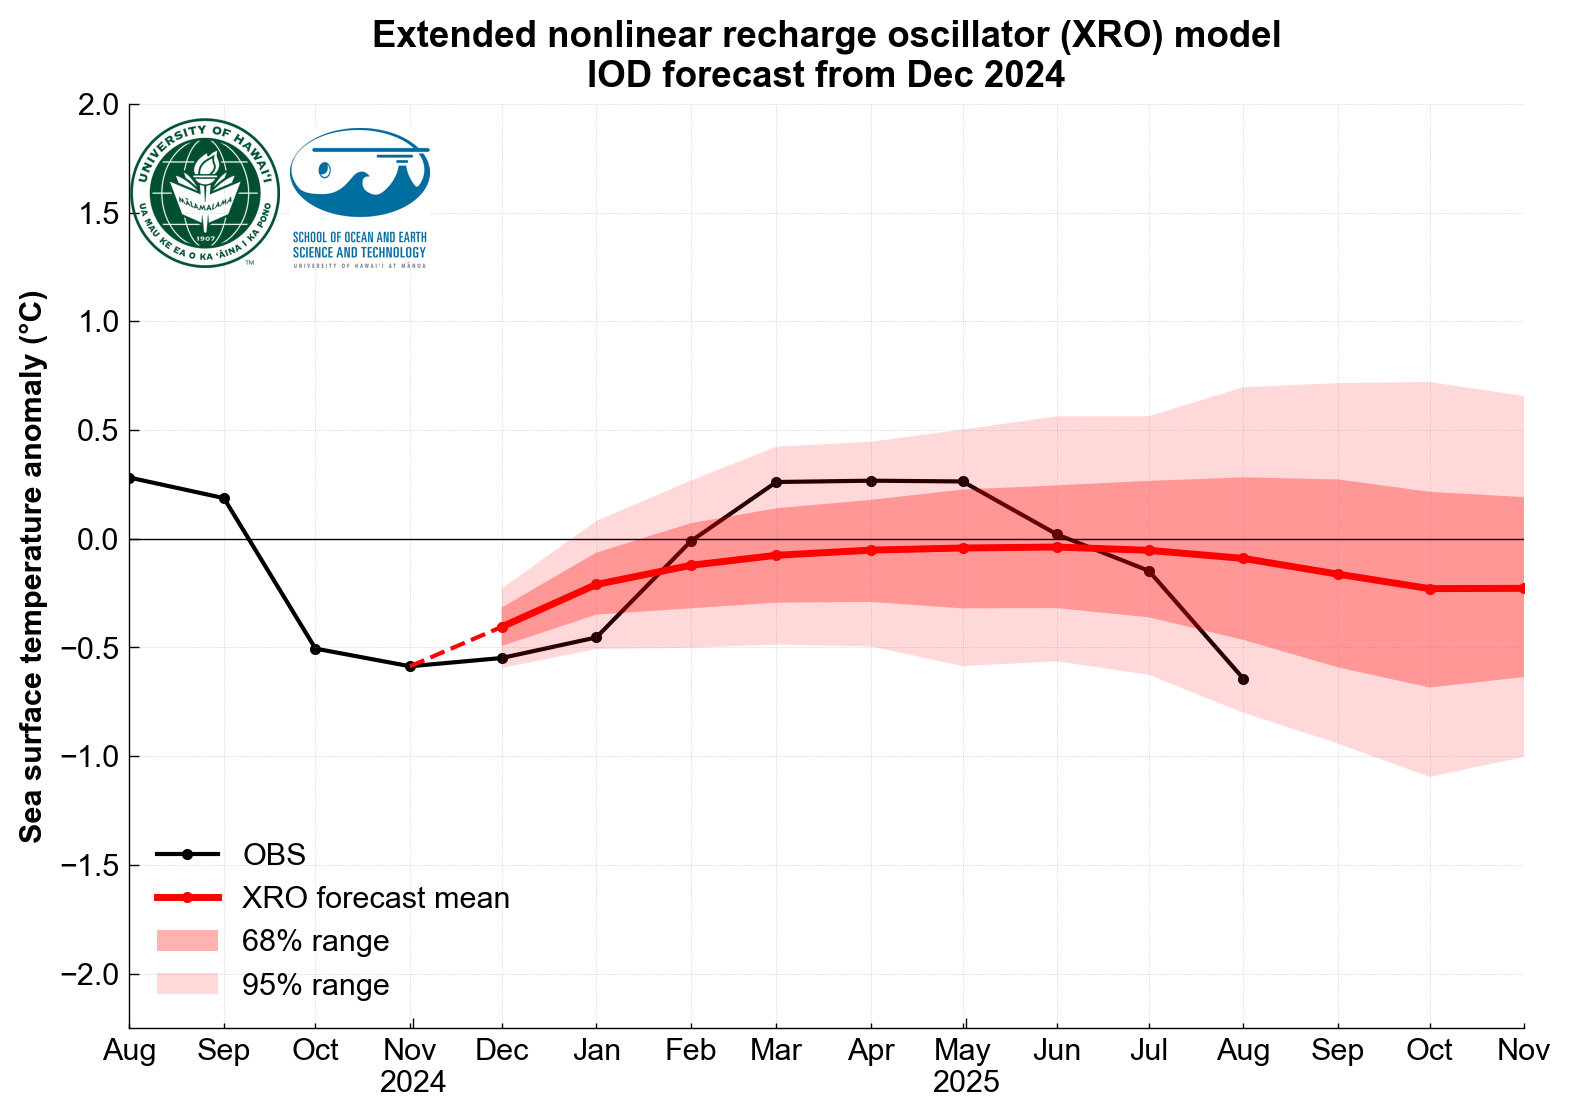 Extended nonlinear recharge oscillator (XRO) model
IOD forecast from Dec 2024
Sea surface temperature anomaly (°C)
2.0
1.5
1.0
0.5
0.0
−0.5
−1.0
−1.5
−2.0
UNIVERSITY OF HAWAIʻI
MĀLAMALAMA
1907
UA MAU KE EA O KA ʻĀINA I KA PONO
TM
SCHOOL OF OCEAN AND EARTH
SCIENCE AND TECHNOLOGY
UNIVERSITY OF HAWAIʻI AT MĀNOA
OBS
XRO forecast mean
68% range
95% range
Aug Sep Oct Nov Dec Jan Feb Mar Apr May Jun Jul Aug Sep Oct Nov
2024 2025